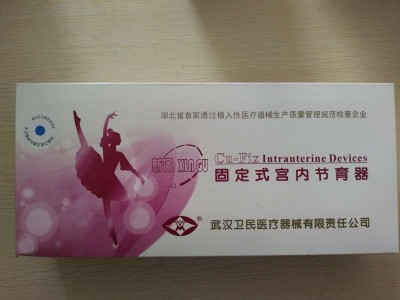 湖北省首家通过植入性医疗器械生产质量管理规范检查企业
新固 XINGU
Cu-Fix Intrauterine Devices
固定式宫内节育器
武汉卫民医疗器械有限责任公司